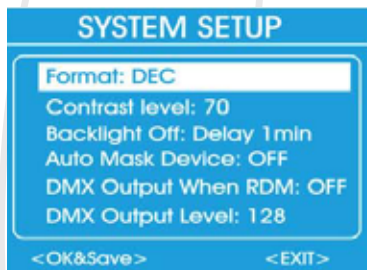 SYSTEM SETUP
Format: DEC
Contrast level: 70
Backlight Off: Delay 1min
Auto Mask Device: OFF
DMX Output When RDM: OFF
DMX Output Level: 128
<OK&Save> <EXIT>